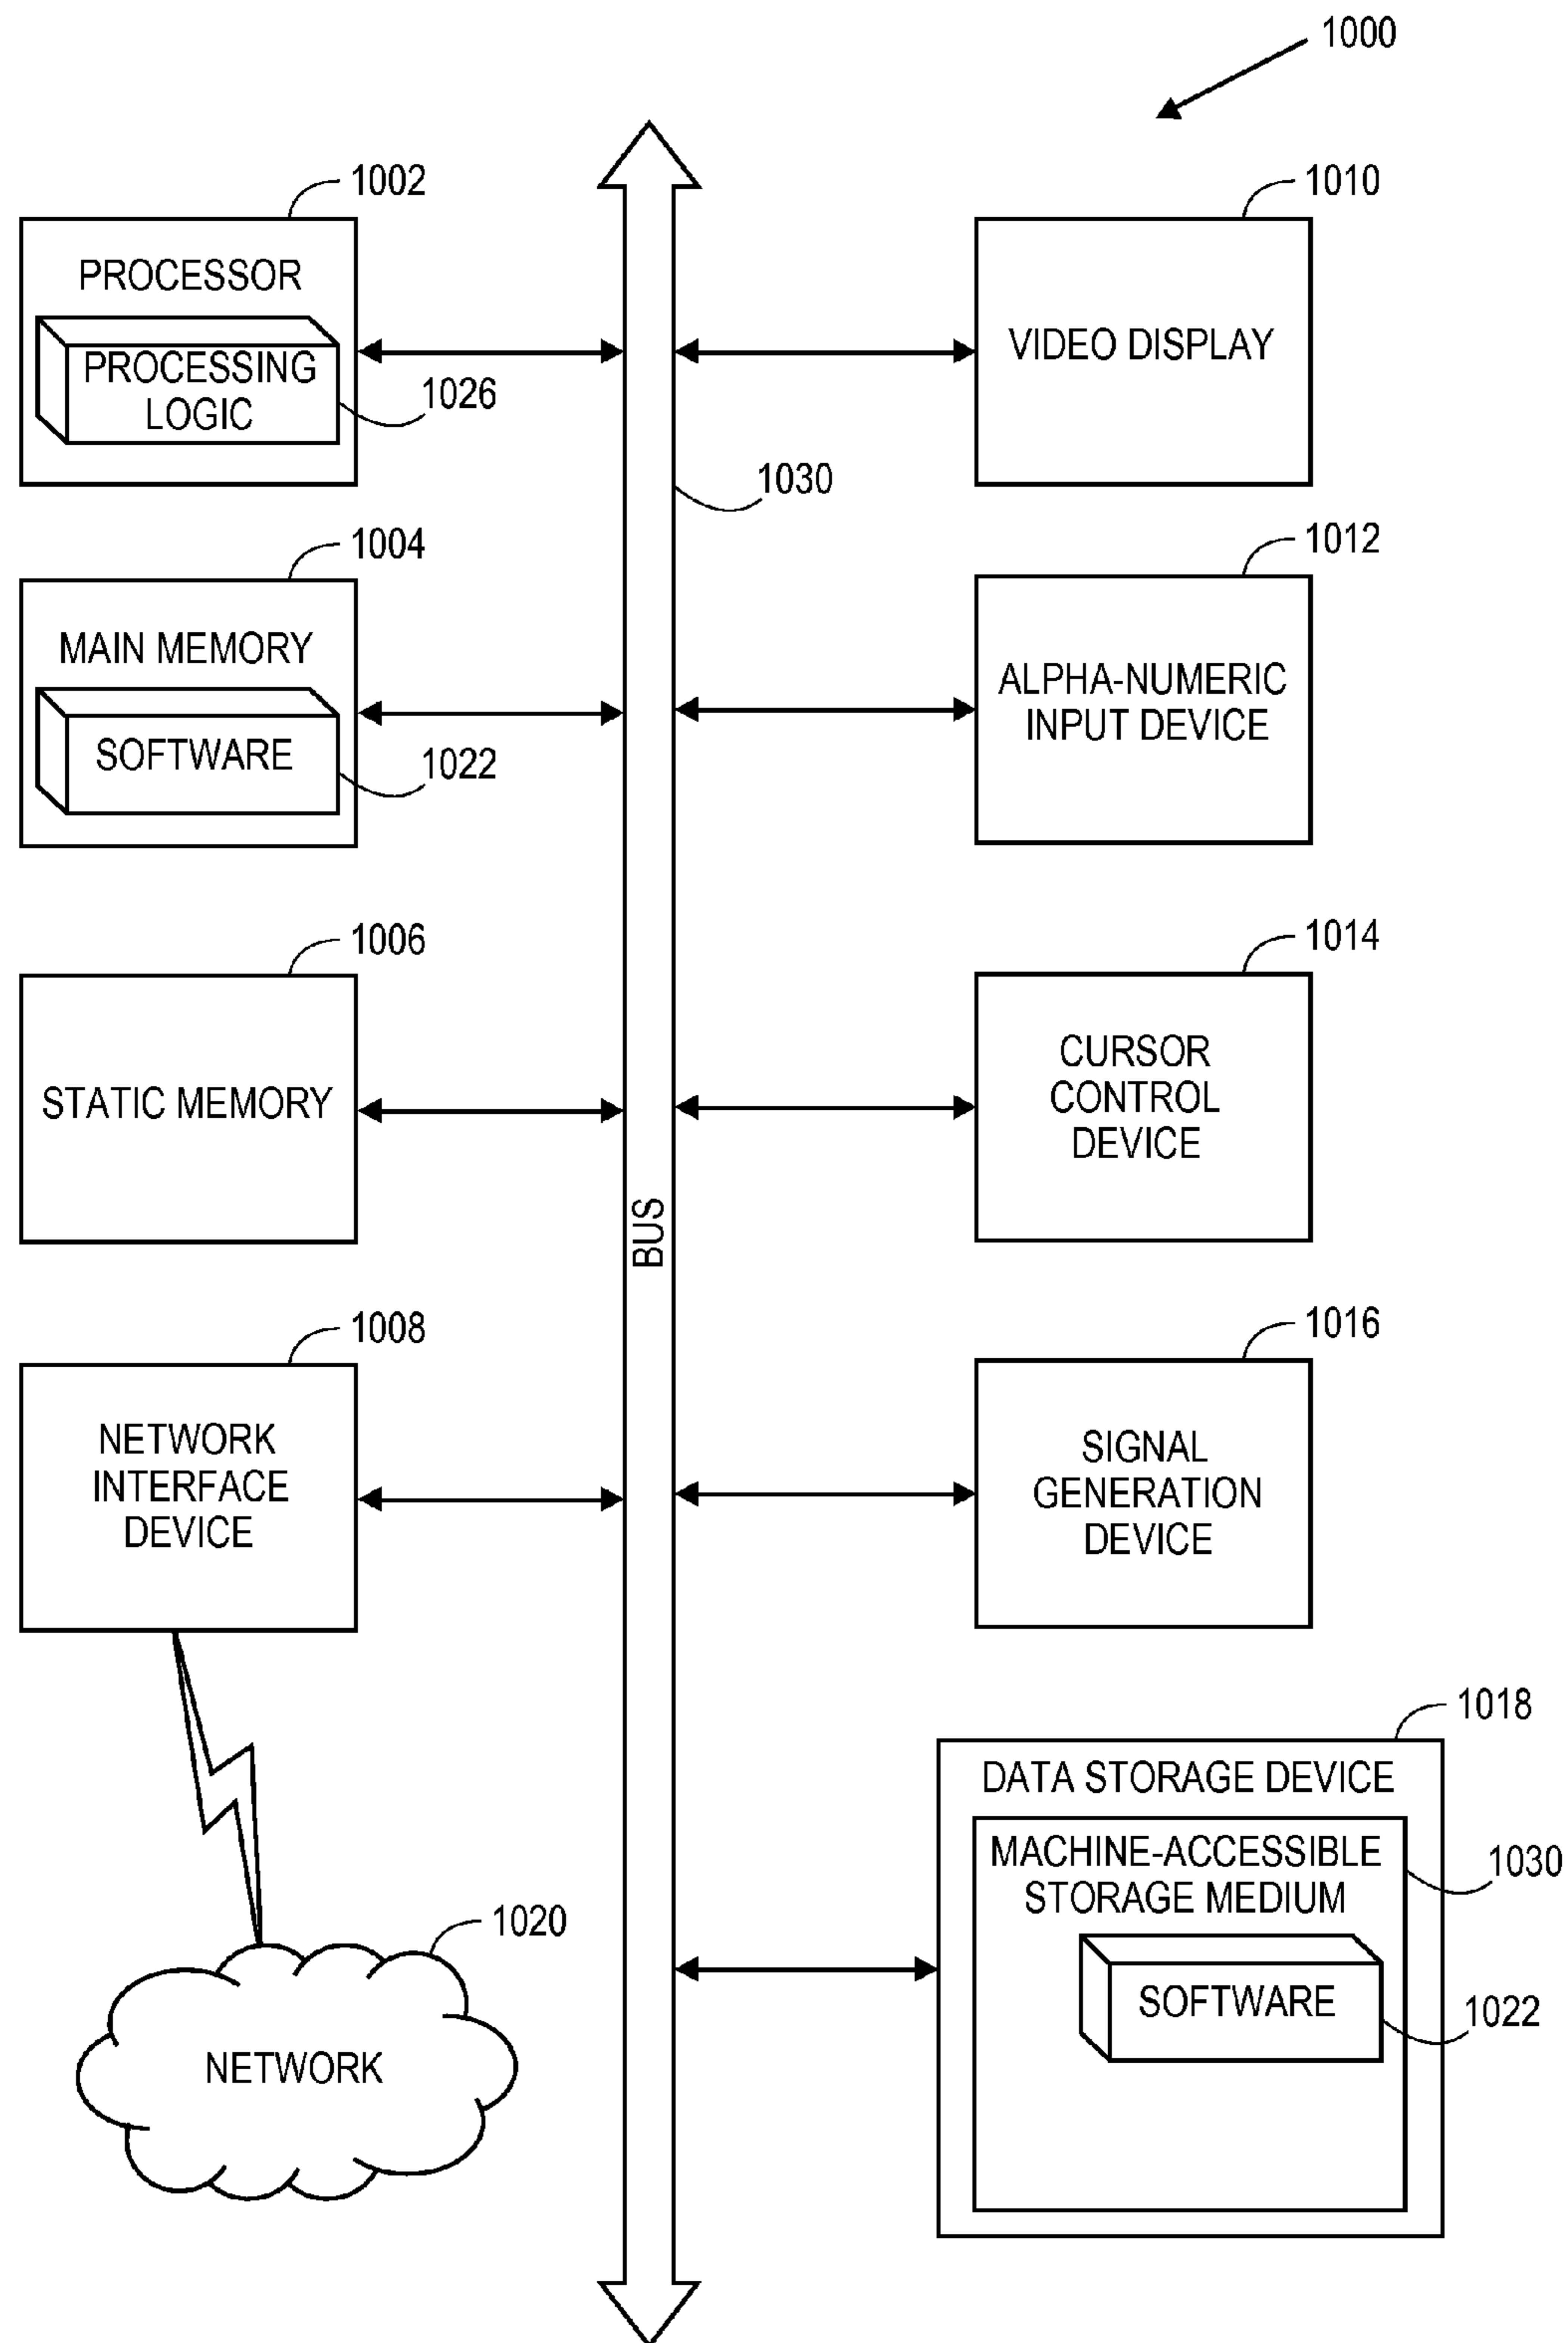 1000
1002
PROCESSOR
PROCESSING
LOGIC
1026
1010
VIDEO DISPLAY
1030
1004
MAIN MEMORY
SOFTWARE
1022
1012
ALPHA-NUMERIC
INPUT DEVICE
1006
STATIC MEMORY
1014
CURSOR
CONTROL
DEVICE
BUS
1008
NETWORK
INTERFACE
DEVICE
1016
SIGNAL
GENERATION
DEVICE
1018
DATA STORAGE DEVICE
MACHINE-ACCESSIBLE
STORAGE MEDIUM
1030
SOFTWARE
1022
1020
NETWORK